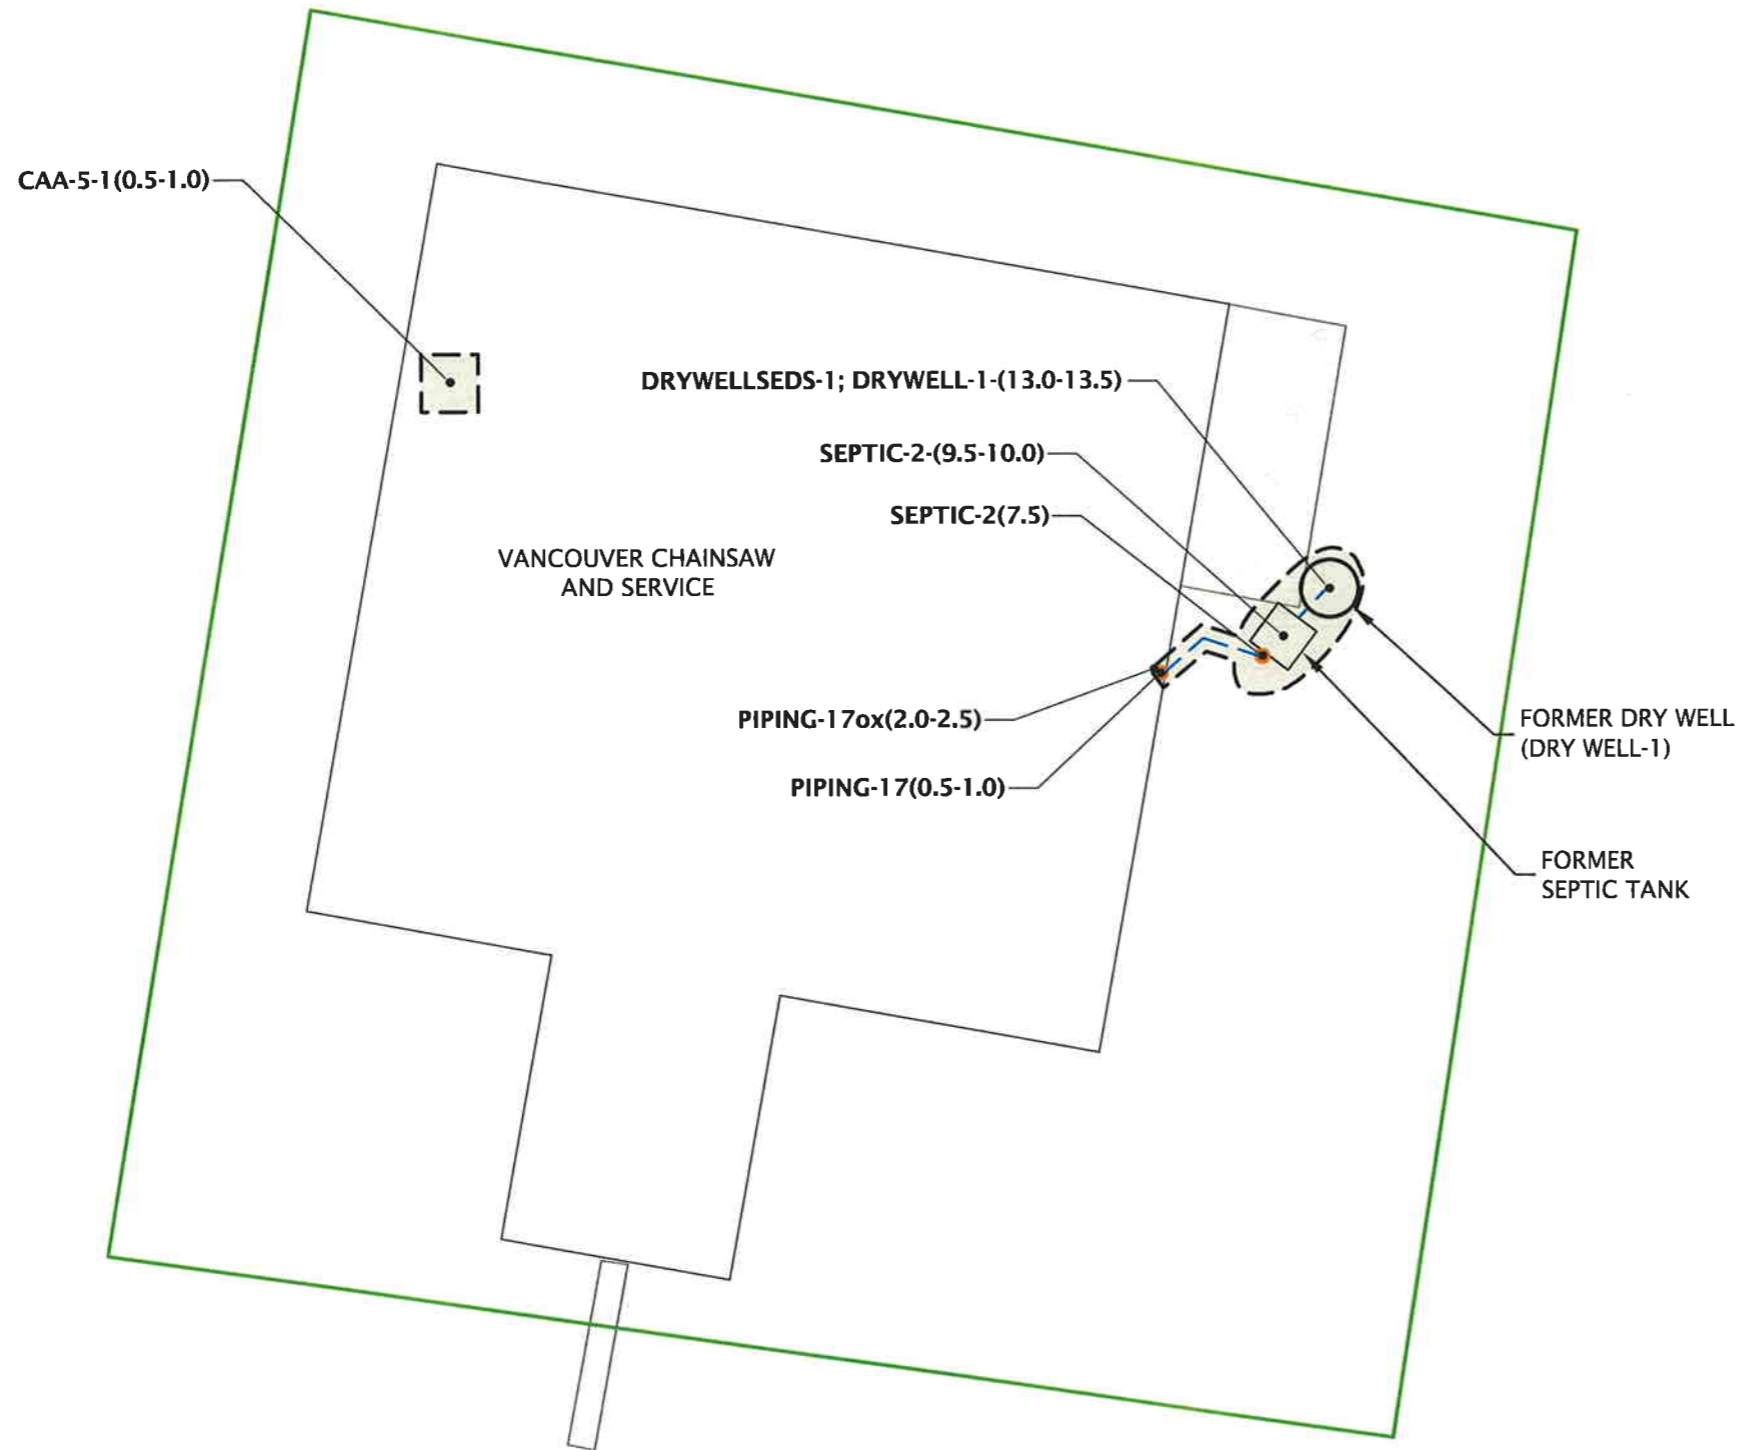 CAA-5-1(0.5-1.0)
DRYWELLSEDS-1; DRYWELL-1-(13.0-13.5)
SEPTIC-2-(9.5-10.0)
SEPTIC-2(7.5)
VANCOUVER CHAINSAW
AND SERVICE
PIPING-17ox(2.0-2.5)
PIPING-17(0.5-1.0)
FORMER DRY WELL
(DRY WELL-1)
FORMER
SEPTIC TANK